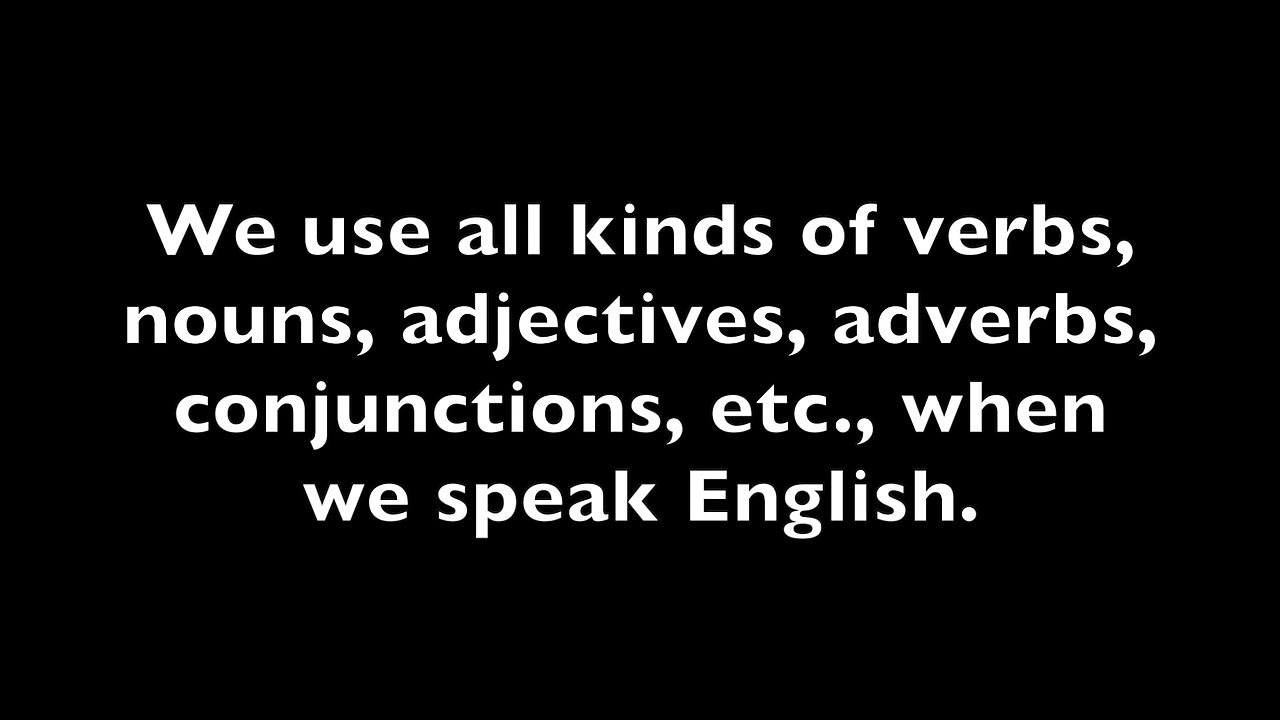 We use all kinds of verbs,
nouns, adjectives, adverbs,
conjunctions, etc., when
we speak English.